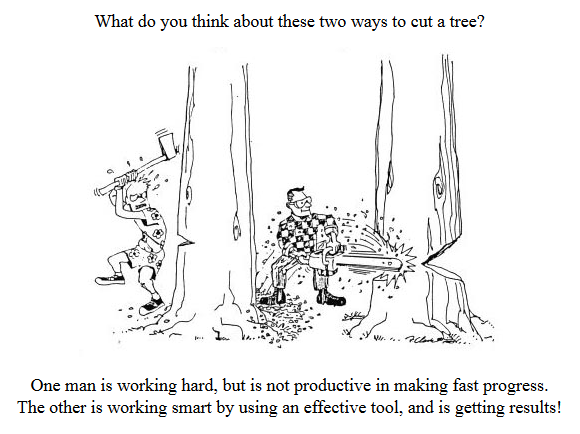 What do you think about these two ways to cut a tree?
One man is working hard, but is not productive in making fast progress.
The other is working smart by using an effective tool, and is getting results!